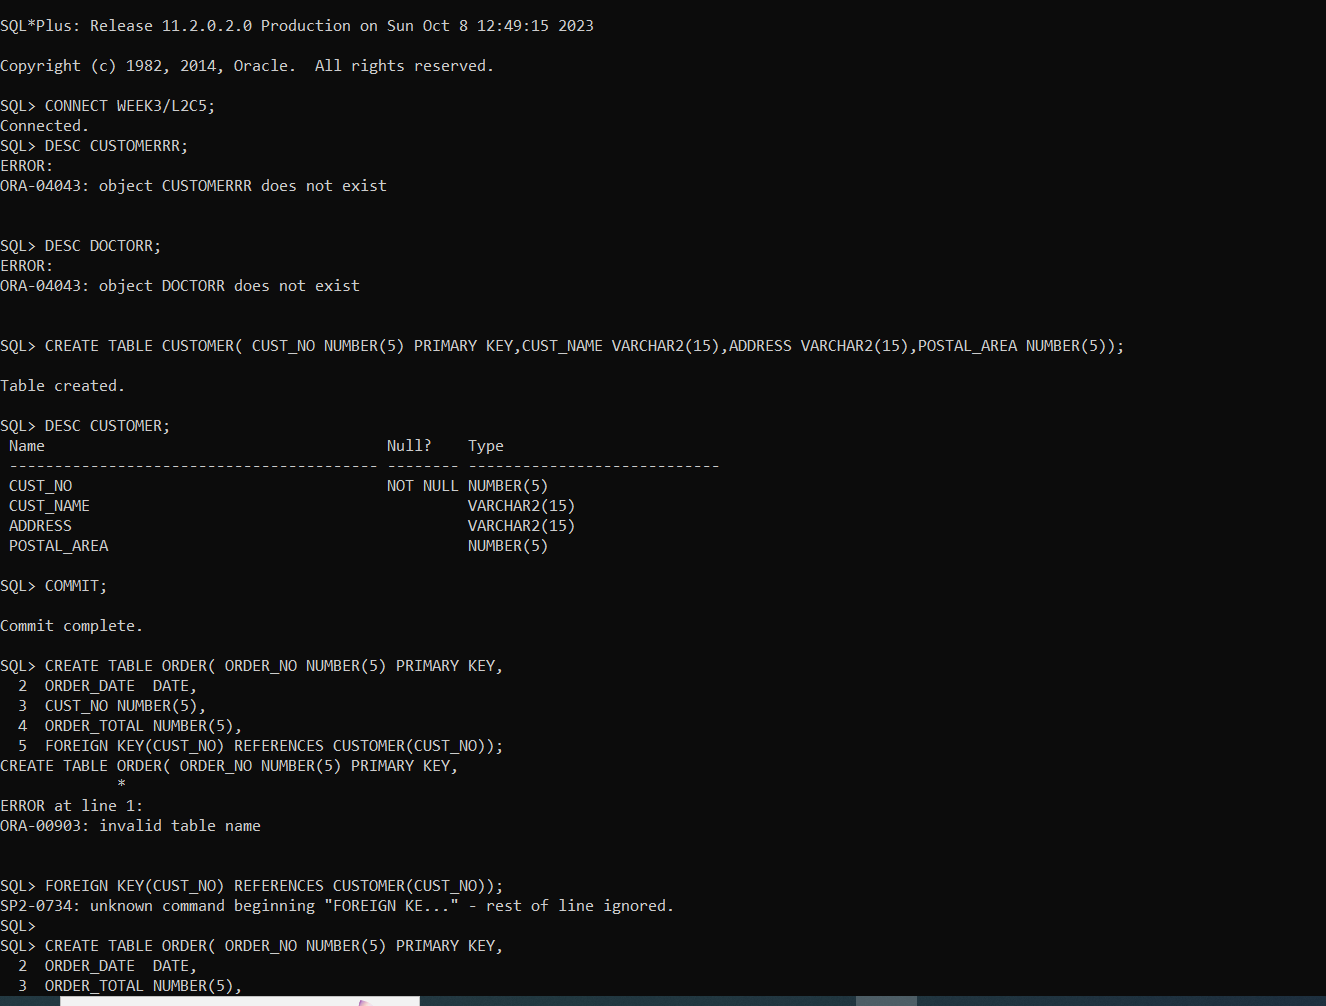 SQL*Plus: Release 11.2.0.2.0 Production on Sun Oct 8 12:49:15 2023
Copyright (c) 1982, 2014, Oracle.  All rights reserved.
SQL> CONNECT WEEK3/L2C5;
Connected.
SQL> DESC CUSTOMERRR;
ERROR:
ORA-04043: object CUSTOMERRR does not exist
SQL> DESC DOCTORR;
ERROR:
ORA-04043: object DOCTORR does not exist
SQL> CREATE TABLE CUSTOMER( CUST_NO NUMBER(5) PRIMARY KEY,CUST_NAME VARCHAR2(15),ADDRESS VARCHAR2(15),POSTAL_AREA NUMBER(5));
Table created.
SQL> DESC CUSTOMER;
 Name                                      Null?    Type
 ----------------------------------------- -------- ----------------------------
 CUST_NO                                   NOT NULL NUMBER(5)
 CUST_NAME                                          VARCHAR2(15)
 ADDRESS                                            VARCHAR2(15)
 POSTAL_AREA                                        NUMBER(5)
SQL> COMMIT;
Commit complete.
SQL> CREATE TABLE ORDER( ORDER_NO NUMBER(5) PRIMARY KEY,
  2  ORDER_DATE  DATE,
  3  CUST_NO NUMBER(5),
  4  ORDER_TOTAL NUMBER(5),
  5  FOREIGN KEY(CUST_NO) REFERENCES CUSTOMER(CUST_NO));
CREATE TABLE ORDER( ORDER_NO NUMBER(5) PRIMARY KEY,
             *
ERROR at line 1:
ORA-00903: invalid table name
SQL> FOREIGN KEY(CUST_NO) REFERENCES CUSTOMER(CUST_NO));
SP2-0734: unknown command beginning "FOREIGN KE..." - rest of line ignored.
SQL>
SQL> CREATE TABLE ORDER( ORDER_NO NUMBER(5) PRIMARY KEY,
  2  ORDER_DATE  DATE,
  3  ORDER_TOTAL NUMBER(5),